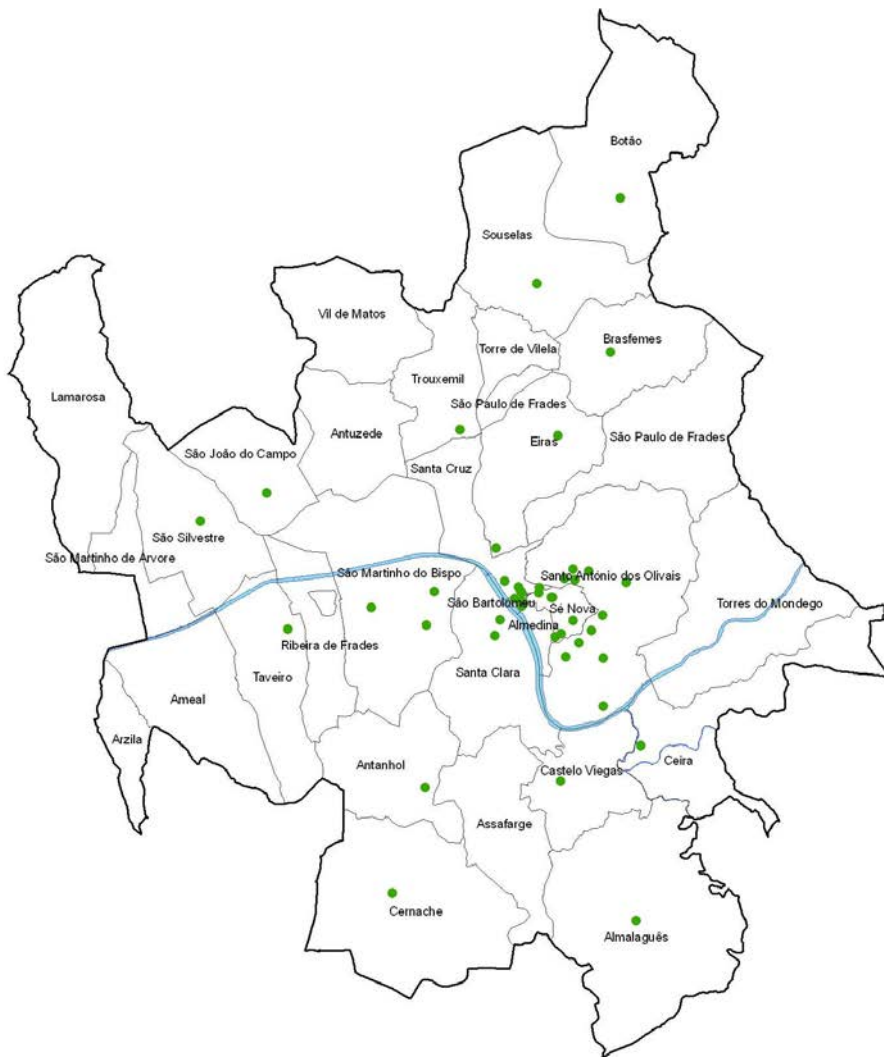 Botão
Souselas
Vil de Matos
Brasfemes
Torre de Vilela
Trouxemil
Lamarosa
São Paulo de Frades
Antuzede
Eiras
São Paulo de Frades
São João do Campo
Santa Cruz
São Silvestre
São Martinho de Arvore
São Martinho do Bispo
Santo António dos Olivais
São Bartolomeu
Sé Nova
Torres do Mondego
Almedina
Ribeira de Frades
Santa Clara
Taveiro
Ameal
Arzila
Antanhol
Castelo Viegas
Ceira
Assafarge
Cernache
Almalaguês